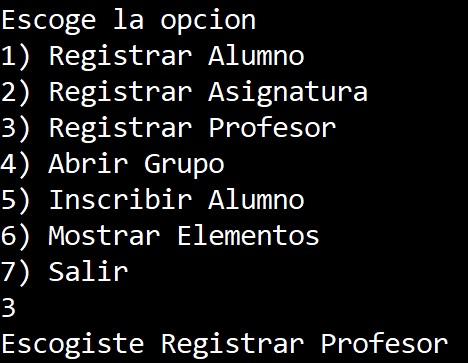 Escoge la opcion
1) Registrar Alumno
2) Registrar Asignatura
3) Registrar Profesor
4) Abrir Grupo
5) Inscribir Alumno
6) Mostrar Elementos
7) Salir
3
Escogiste Registrar Profesor